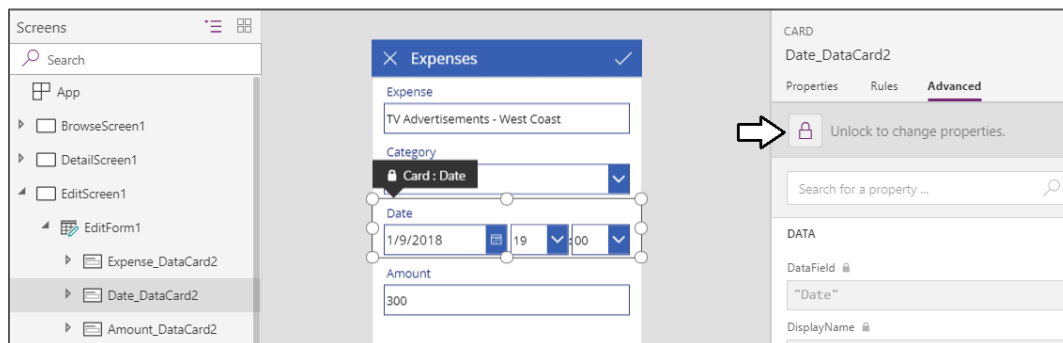 Screens
Search
App
BrowseScreen1
DetailScreen1
EditScreen1
EditForm1
Expense_DataCard2
Date_DataCard2
Amount_DataCard2
Expenses
Expense
TV Advertisements - West Coast
Category
Card : Date
Date
1/9/2018 19 : 00
Amount
300
CARD
Date_DataCard2
Properties Rules Advanced
Unlock to change properties.
Search for a property ...
DATA
DataField
"Date"
DisplayName